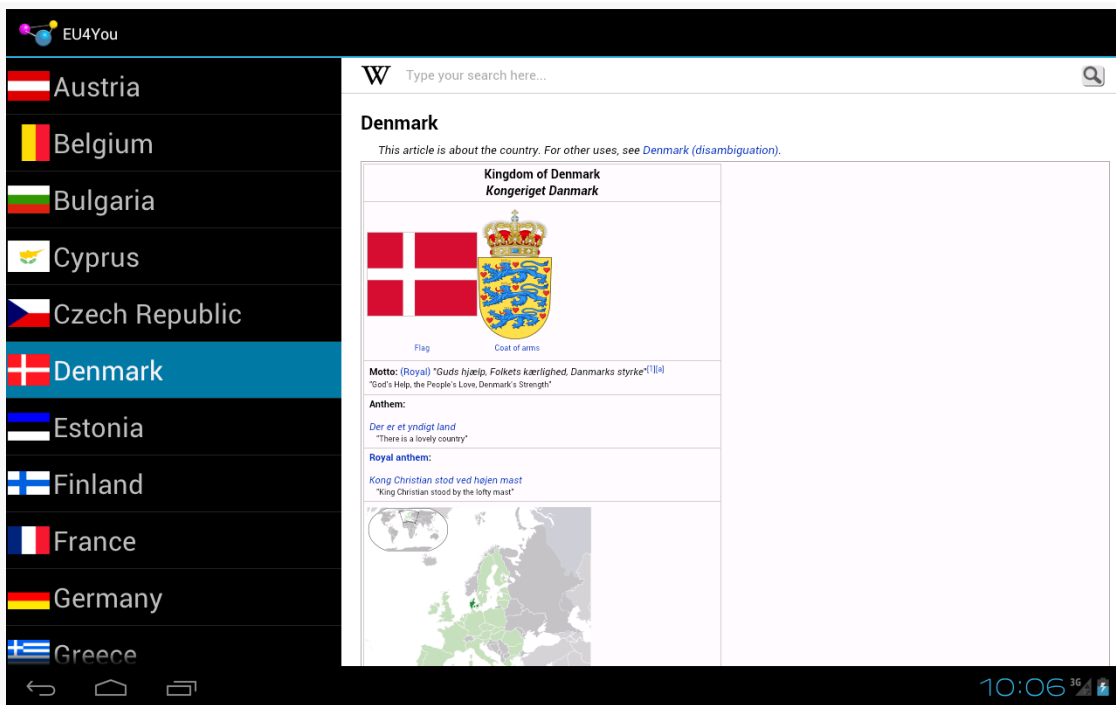 EU4You
Austria
Belgium
Bulgaria
Cyprus
Czech Republic
Denmark
Estonia
Finland
France
Germany
Greece
W Type your search here...
Denmark
This article is about the country. For other uses, see Denmark (disambiguation).
Kingdom of Denmark
Kongeriget Danmark
Flag Coat of arms
Motto: (Royal) "Guds hjælp, Folkets kærlighed, Danmarks styrke"[1][a]
"God's Help, the People's Love, Denmark's Strength"
Anthem:
Der er et yndigt land
"There is a lovely country"
Royal anthem:
Kong Christian stod ved højen mast
"King Christian stood by the lofty mast"
10:06 3G